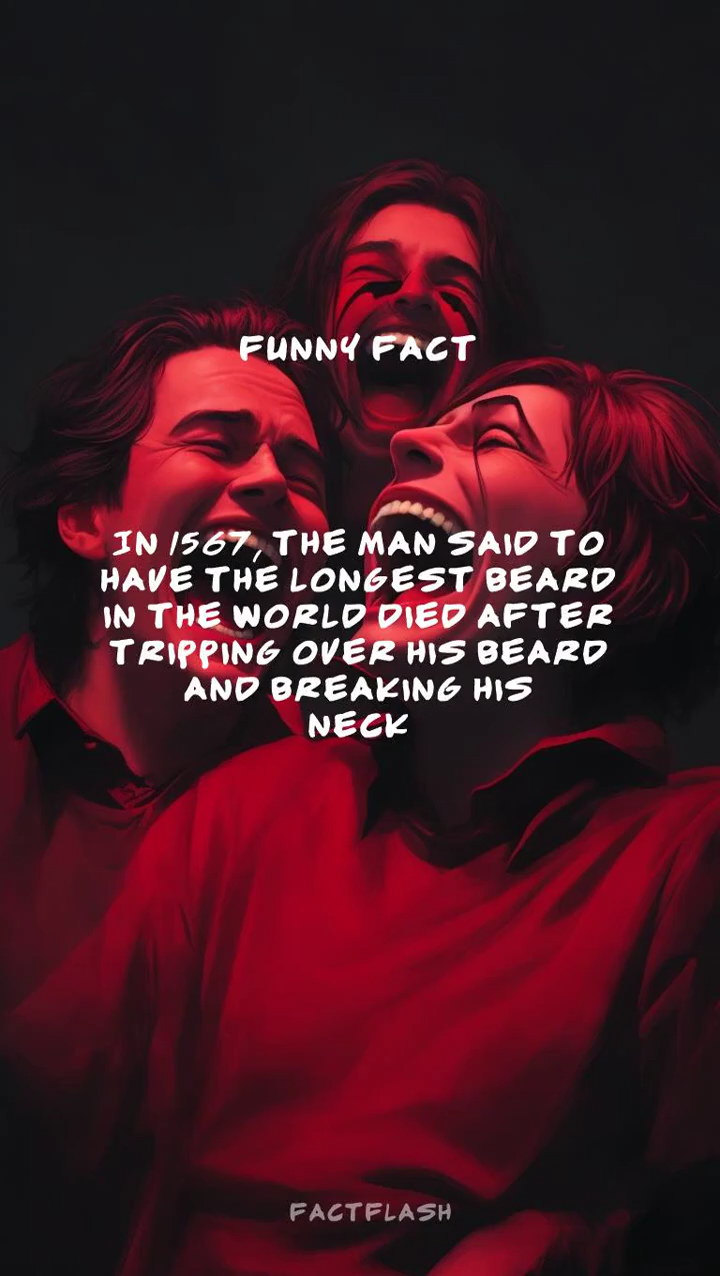 FUNNY FACT
IN 1567, THE MAN SAID TO
HAVE THE LONGEST BEARD
IN THE WORLD DIED AFTER
TRIPPING OVER HIS BEARD
AND BREAKING HIS
NECK
FACTFLASH